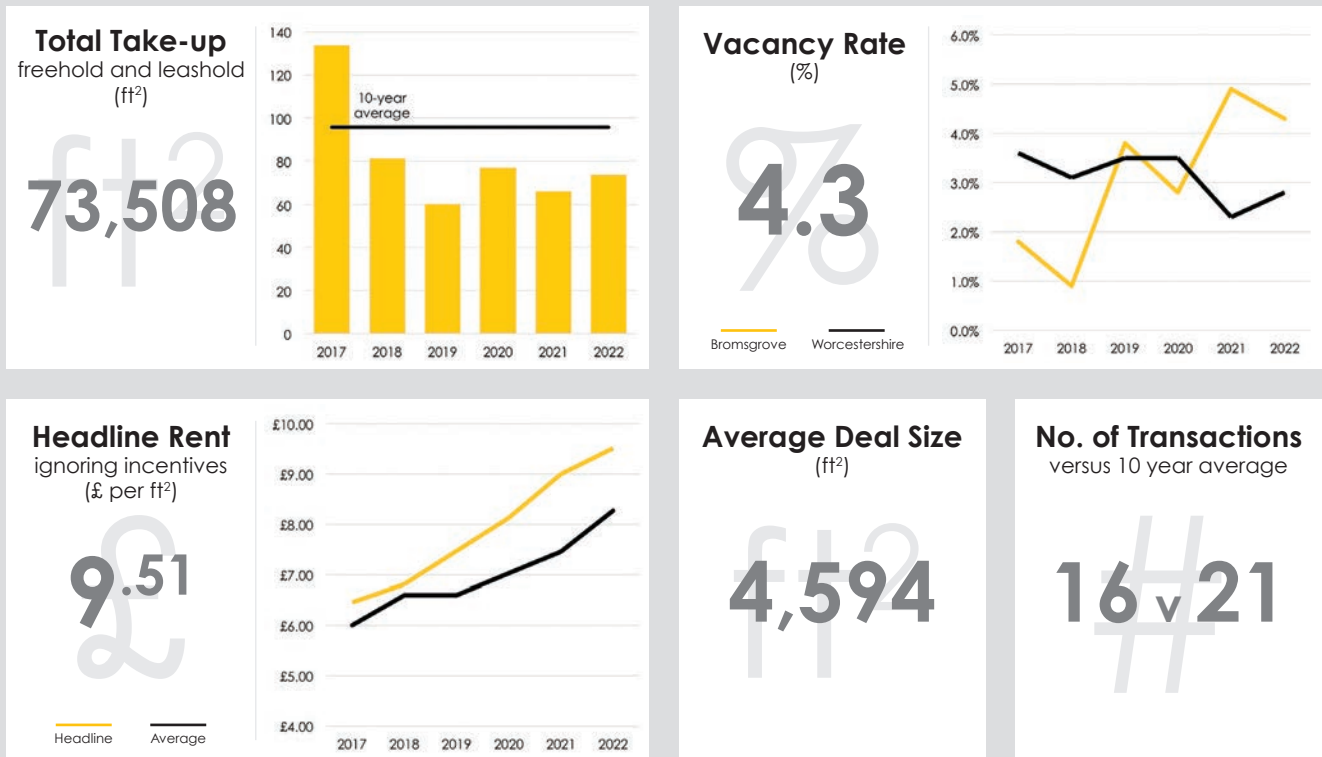 Total Take-up
freehold and leashold
(ft²)
ft2
73,508
140
120
100
80
60
40
20
0
10-year
average
2017 2018 2019 2020 2021 2022
Vacancy Rate
(%)
%
4.3
Bromsgrove Worcestershire
6.0%
5.0%
4.0%
3.0%
2.0%
1.0%
0.0%
2017 2018 2019 2020 2021 2022
Headline Rent
ignoring incentives
(£ per ft²)
£
9.51
Headline Average
£10.00
£9.00
£8.00
£7.00
£6.00
£5.00
£4.00
2017 2018 2019 2020 2021 2022
Average Deal Size
(ft²)
ft2
4,594
No. of Transactions
versus 10 year average
#
16 v 21